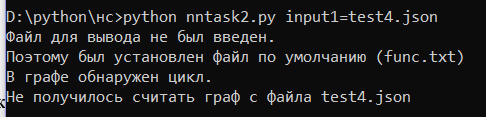 D:\python\нс>python nntask2.py input1=test4.json
Файл для вывода не был введен.
Поэтому был установлен файл по умолчанию (func.txt)
В графе обнаружен цикл.
Не получилось считать граф с файла test4.json